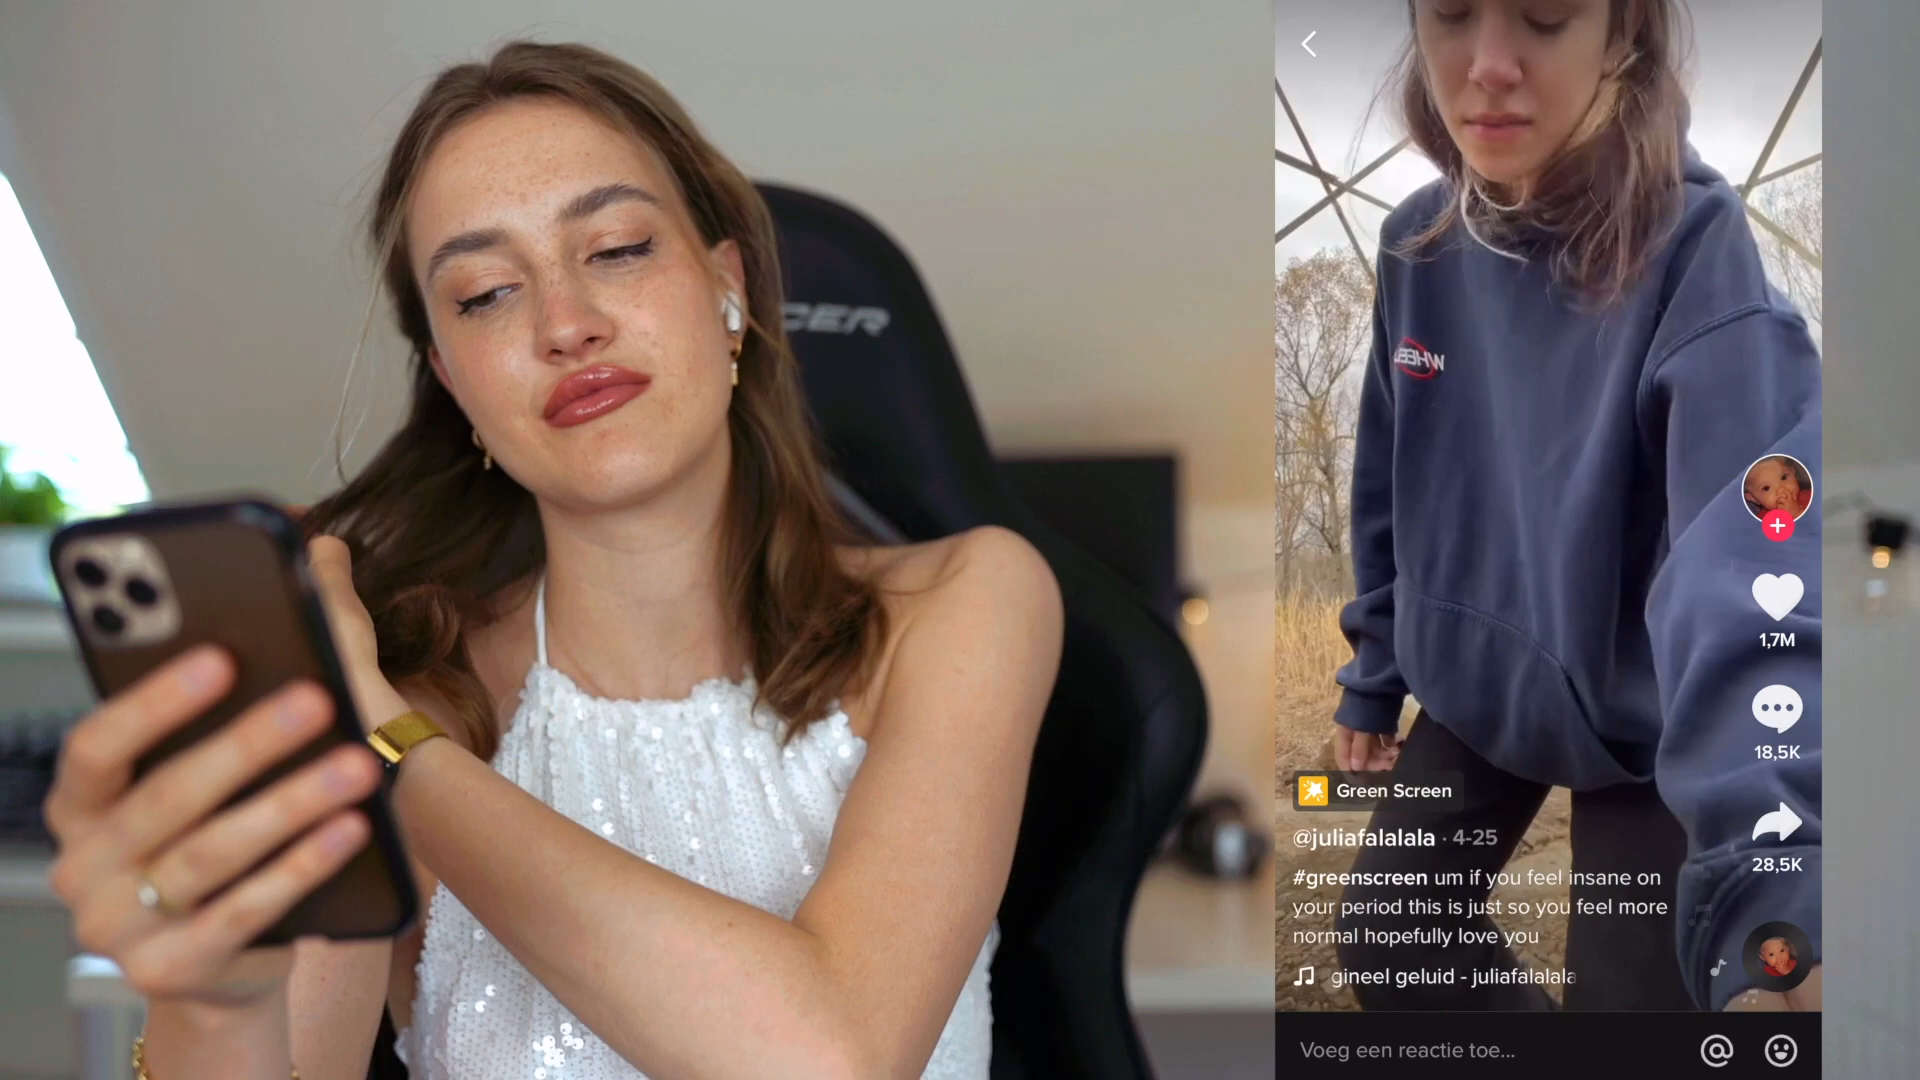 CER
WHEEL
1,7M
18,5K
28,5K
Green Screen
@juliafalalala · 4-25
#greenscreen um if you feel insane on
your period this is just so you feel more
normal hopefully love you
gineel geluid - juliafalalala
Voeg een reactie toe...